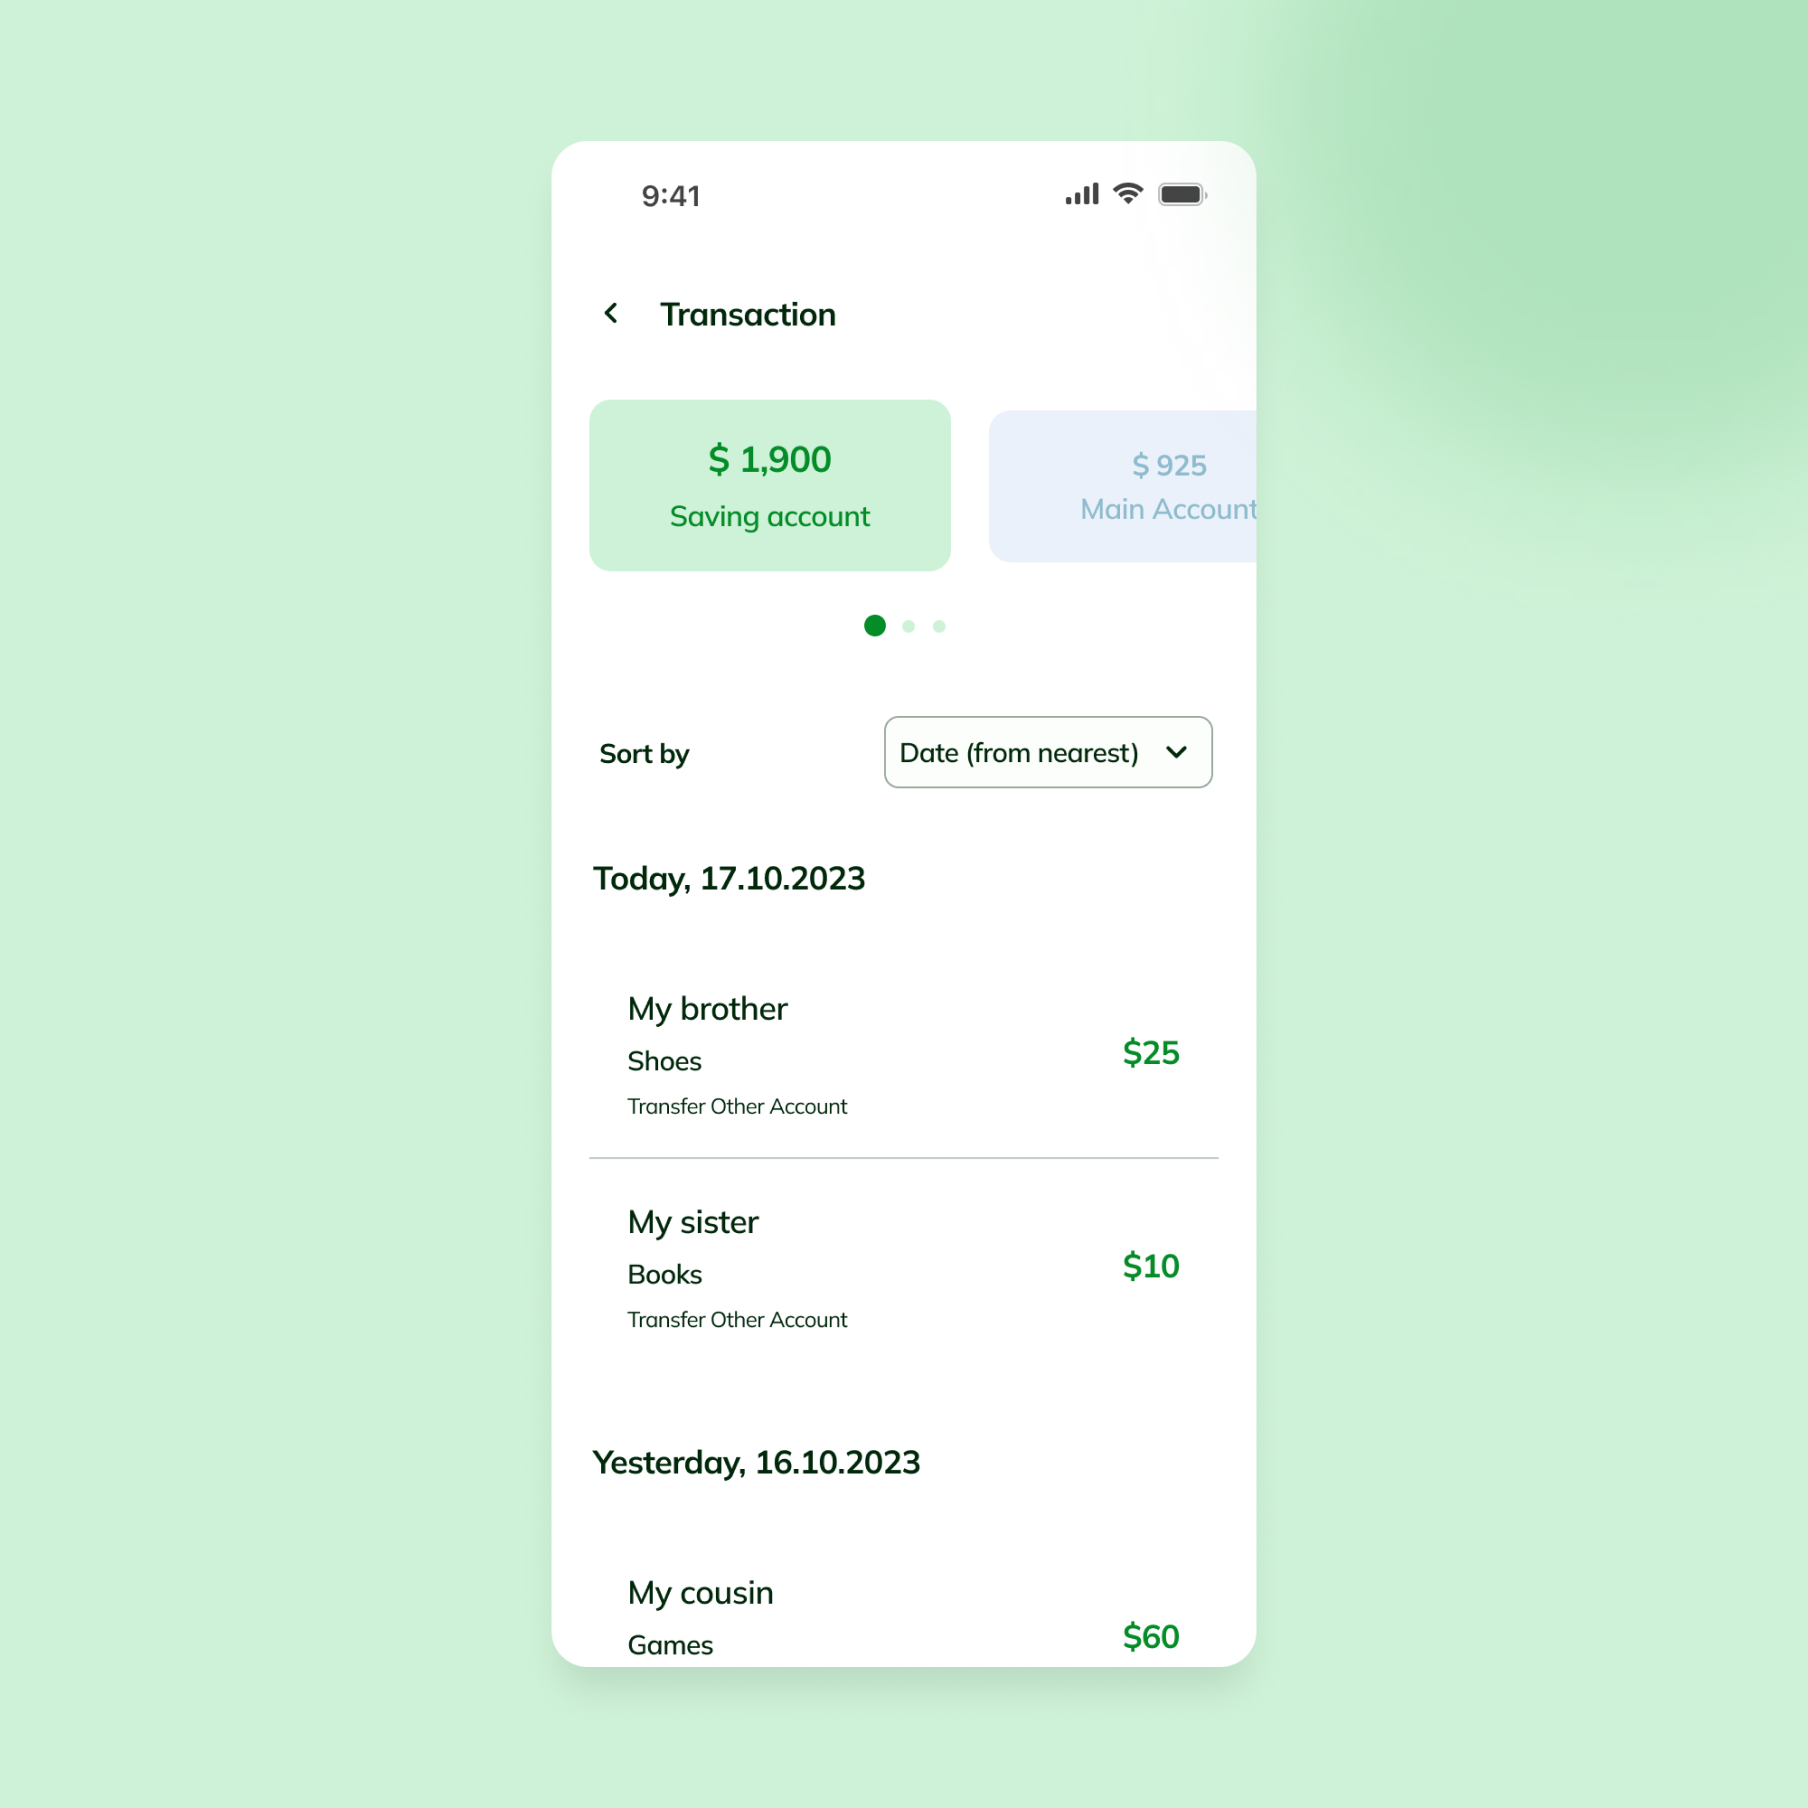 9:41
Transaction
$ 1,900
Saving account
$ 925
Main Account
Sort by
Date (from nearest)
Today, 17.10.2023
My brother
Shoes
$25
Transfer Other Account
My sister
Books
$10
Transfer Other Account
Yesterday, 16.10.2023
My cousin
Games
$60